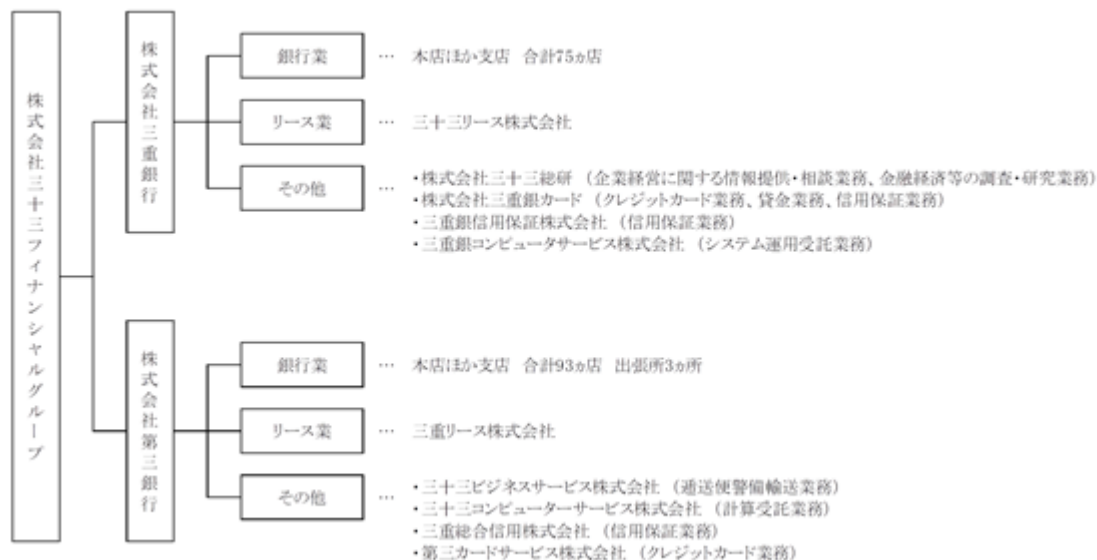 株式会社三十三フィナンシャルグループ
株式会社三重銀行
銀行業 … 本店ほか支店 合計75ヵ店
リース業 … 三十三リース株式会社
その他 … ・株式会社三十三総研 (企業経営に関する情報提供・相談業務、金融経済等の調査・研究業務)
・株式会社三重銀カード (クレジットカード業務、貸金業務、信用保証業務)
・三重銀信用保証株式会社 (信用保証業務)
・三重銀コンピュータサービス株式会社 (システム運用受託業務)
株式会社第三銀行
銀行業 … 本店ほか支店 合計93ヵ店 出張所3ヵ所
リース業 … 三重リース株式会社
その他 … ・三十三ビジネスサービス株式会社 (逓送便警備輸送業務)
・三十三コンピューターサービス株式会社 (計算受託業務)
・三重総合信用株式会社 (信用保証業務)
・第三カードサービス株式会社 (クレジットカード業務)